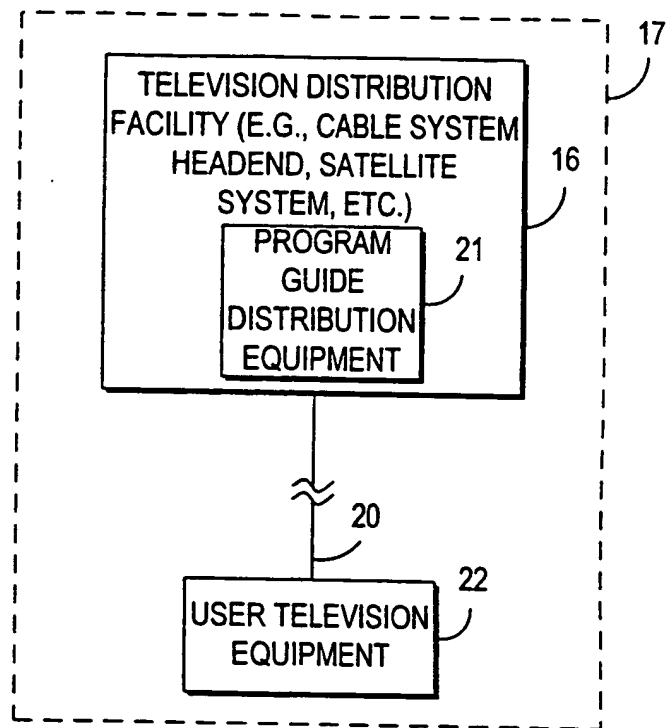 17
TELEVISION DISTRIBUTION
FACILITY (E.G., CABLE SYSTEM
HEADEND, SATELLITE
SYSTEM, ETC.)
16
PROGRAM
GUIDE
DISTRIBUTION
EQUIPMENT
21
20
USER TELEVISION
EQUIPMENT
22